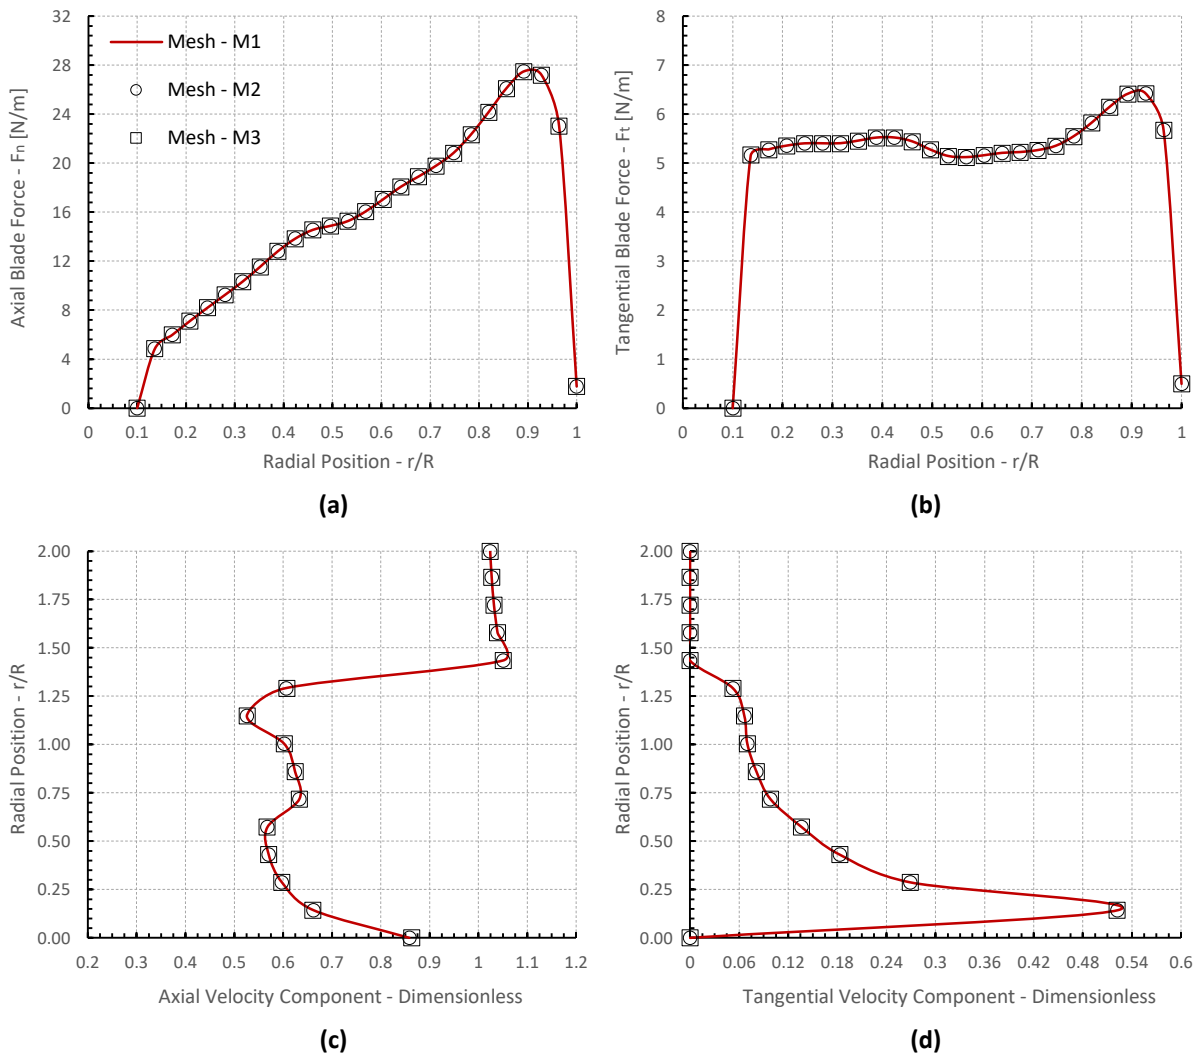 32
28
24
20
16
12
8
4
0
Axial Blade Force - Fn [N/m]
Mesh - M1
Mesh - M2
Mesh - M3
0 0.1 0.2 0.3 0.4 0.5 0.6 0.7 0.8 0.9 1
Radial Position - r/R
(a)
8
7
6
5
4
3
2
1
0
Tangential Blade Force - Ft [N/m]
0 0.1 0.2 0.3 0.4 0.5 0.6 0.7 0.8 0.9 1
Radial Position - r/R
(b)
2.00
1.75
1.50
1.25
1.00
0.75
0.50
0.25
0.00
Radial Position - r/R
0.2 0.3 0.4 0.5 0.6 0.7 0.8 0.9 1 1.1 1.2
Axial Velocity Component - Dimensionless
(c)
2.00
1.75
1.50
1.25
1.00
0.75
0.50
0.25
0.00
Radial Position - r/R
0 0.06 0.12 0.18 0.24 0.3 0.36 0.42 0.48 0.54 0.6
Tangential Velocity Component - Dimensionless
(d)